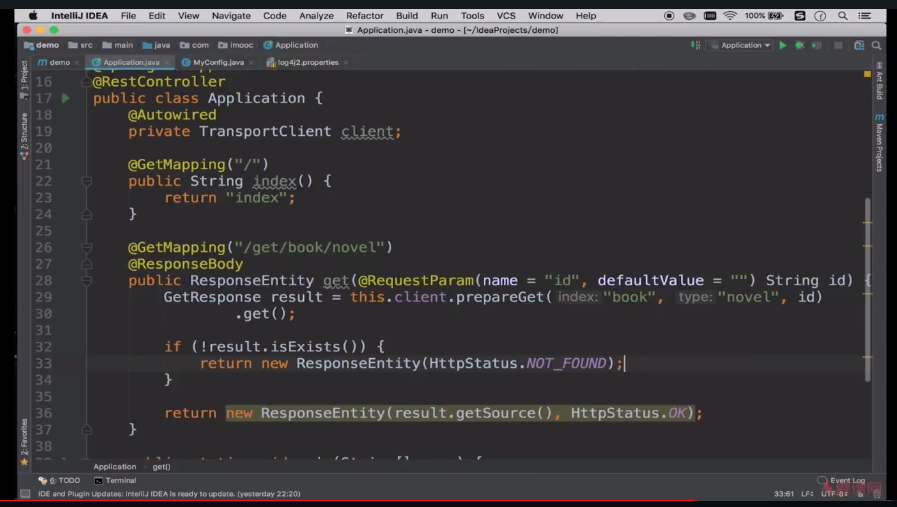 IntelliJ IDEA File Edit View Navigate Code Analyze Refactor Build Run Tools VCS Window Help 100%
Application.java - demo - [~/IdeaProjects/demo]
demo src main java com imooc Application Application
m demo Application.java MyConfig.java log4j2.properties
1: Project
Z: Structure
2: Favorites
Ant Build
m Maven Projects
16 @RestController
17 public class Application {
18 @Autowired
19 private TransportClient client;
20
21 @GetMapping("/")
22 public String index() {
23 return "index";
24 }
25
26 @GetMapping("/get/book/novel")
27 @ResponseBody
28 public ResponseEntity get(@RequestParam(name = "id", defaultValue = "") String id) {
29 GetResponse result = this.client.prepareGet( index: "book", type: "novel", id)
30 .get();
31
32 if (!result.isExists()) {
33 return new ResponseEntity(HttpStatus.NOT_FOUND);
34 }
35
36 return new ResponseEntity(result.getSource(), HttpStatus.OK);
37 }
38
Application get()
6: TODO Terminal Event Log
IDE and Plugin Updates: IntelliJ IDEA is ready to update. (yesterday 22:20) 33:61 LF: UTF-8: